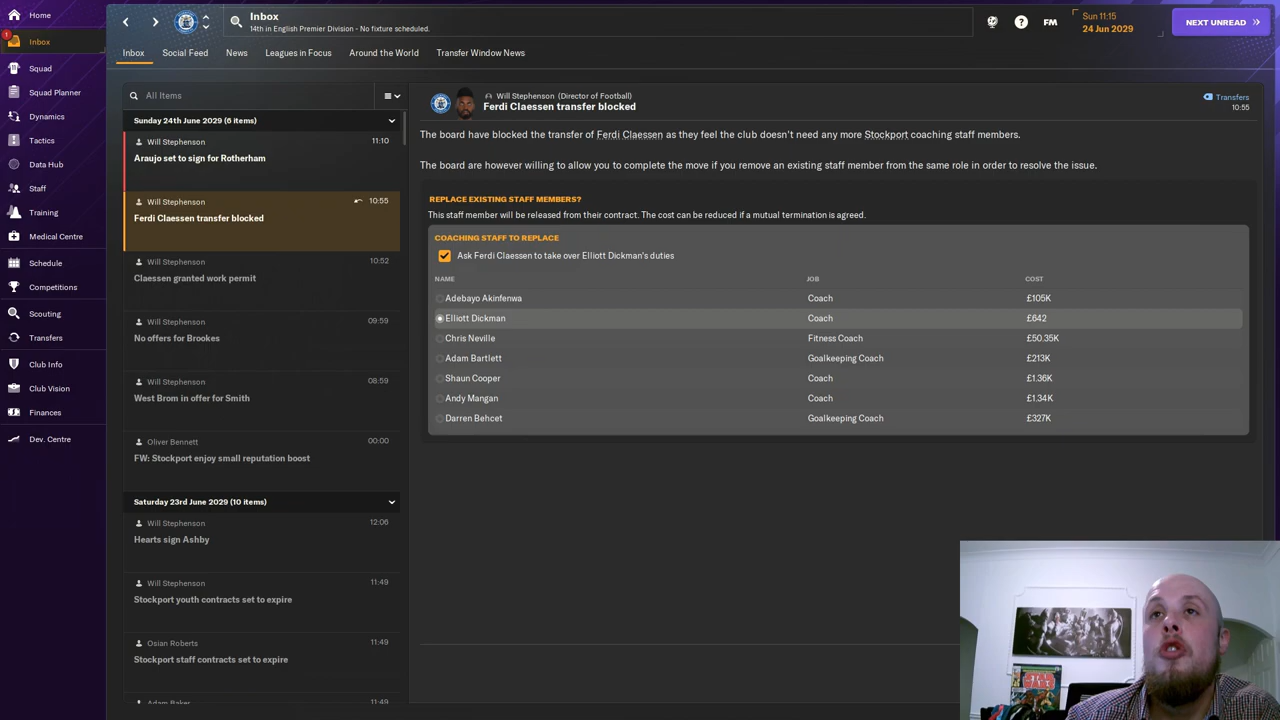 Home
1
Inbox
Squad
Squad Planner
Dynamics
Tactics
Data Hub
Staff
Training
Medical Centre
Schedule
Competitions
Scouting
Transfers
Club Info
Club Vision
Finances
Dev. Centre
Inbox
14th in English Premier Division - No fixture scheduled.
?
FM
Sun 11:15
24 Jun 2029
NEXT UNREAD
Inbox
Social Feed
News
Leagues in Focus
Around the World
Transfer Window News
All Items
Sunday 24th June 2029 (6 items)
Will Stephenson 11:10
Araujo set to sign for Rotherham
Will Stephenson 10:55
Ferdi Claessen transfer blocked
Will Stephenson 10:52
Claessen granted work permit
Will Stephenson 09:59
No offers for Brookes
Will Stephenson 08:59
West Brom in offer for Smith
Oliver Bennett 00:00
FW: Stockport enjoy small reputation boost
Saturday 23rd June 2029 (10 items)
Will Stephenson 12:06
Hearts sign Ashby
Will Stephenson 11:49
Stockport youth contracts set to expire
Osian Roberts 11:49
Stockport staff contracts set to expire
Adam Baker 11:49
Will Stephenson (Director of Football)
Ferdi Claessen transfer blocked
Transfers
10:55
The board have blocked the transfer of Ferdi Claessen as they feel the club doesn't need any more Stockport coaching staff members.
The board are however willing to allow you to complete the move if you remove an existing staff member from the same role in order to resolve the issue.
REPLACE EXISTING STAFF MEMBERS?
This staff member will be released from their contract. The cost can be reduced if a mutual termination is agreed.
COACHING STAFF TO REPLACE
Ask Ferdi Claessen to take over Elliott Dickman's duties
NAME JOB COST
Adebayo Akinfenwa Coach £105K
Elliott Dickman Coach £642
Chris Neville Fitness Coach £50.35K
Adam Bartlett Goalkeeping Coach £213K
Shaun Cooper Coach £1.36K
Andy Mangan Coach £1.34K
Darren Behcet Goalkeeping Coach £327K
STAR
WARS